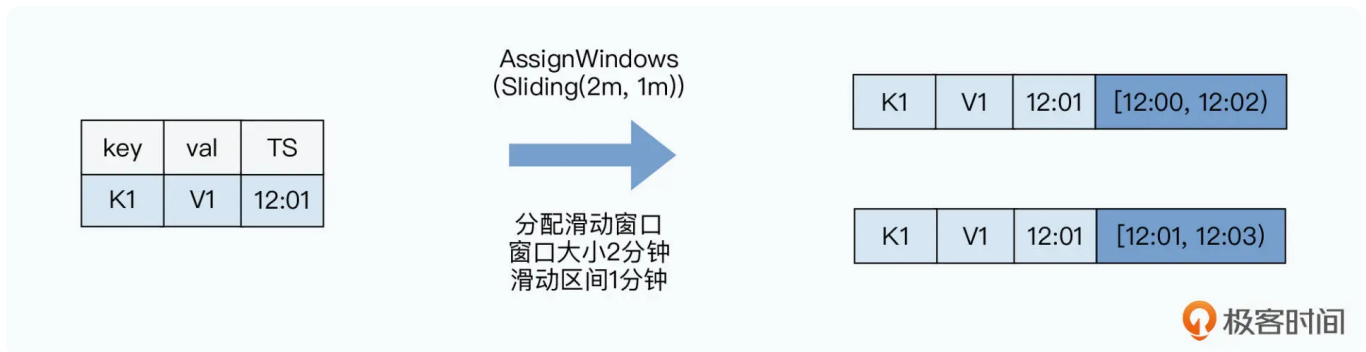 key val TS
K1 V1 12:01
AssignWindows
(Sliding(2m, 1m))
分配滑动窗口
窗口大小2分钟
滑动区间1分钟
K1 V1 12:01 [12:00, 12:02)
K1 V1 12:01 [12:01, 12:03)
极客时间